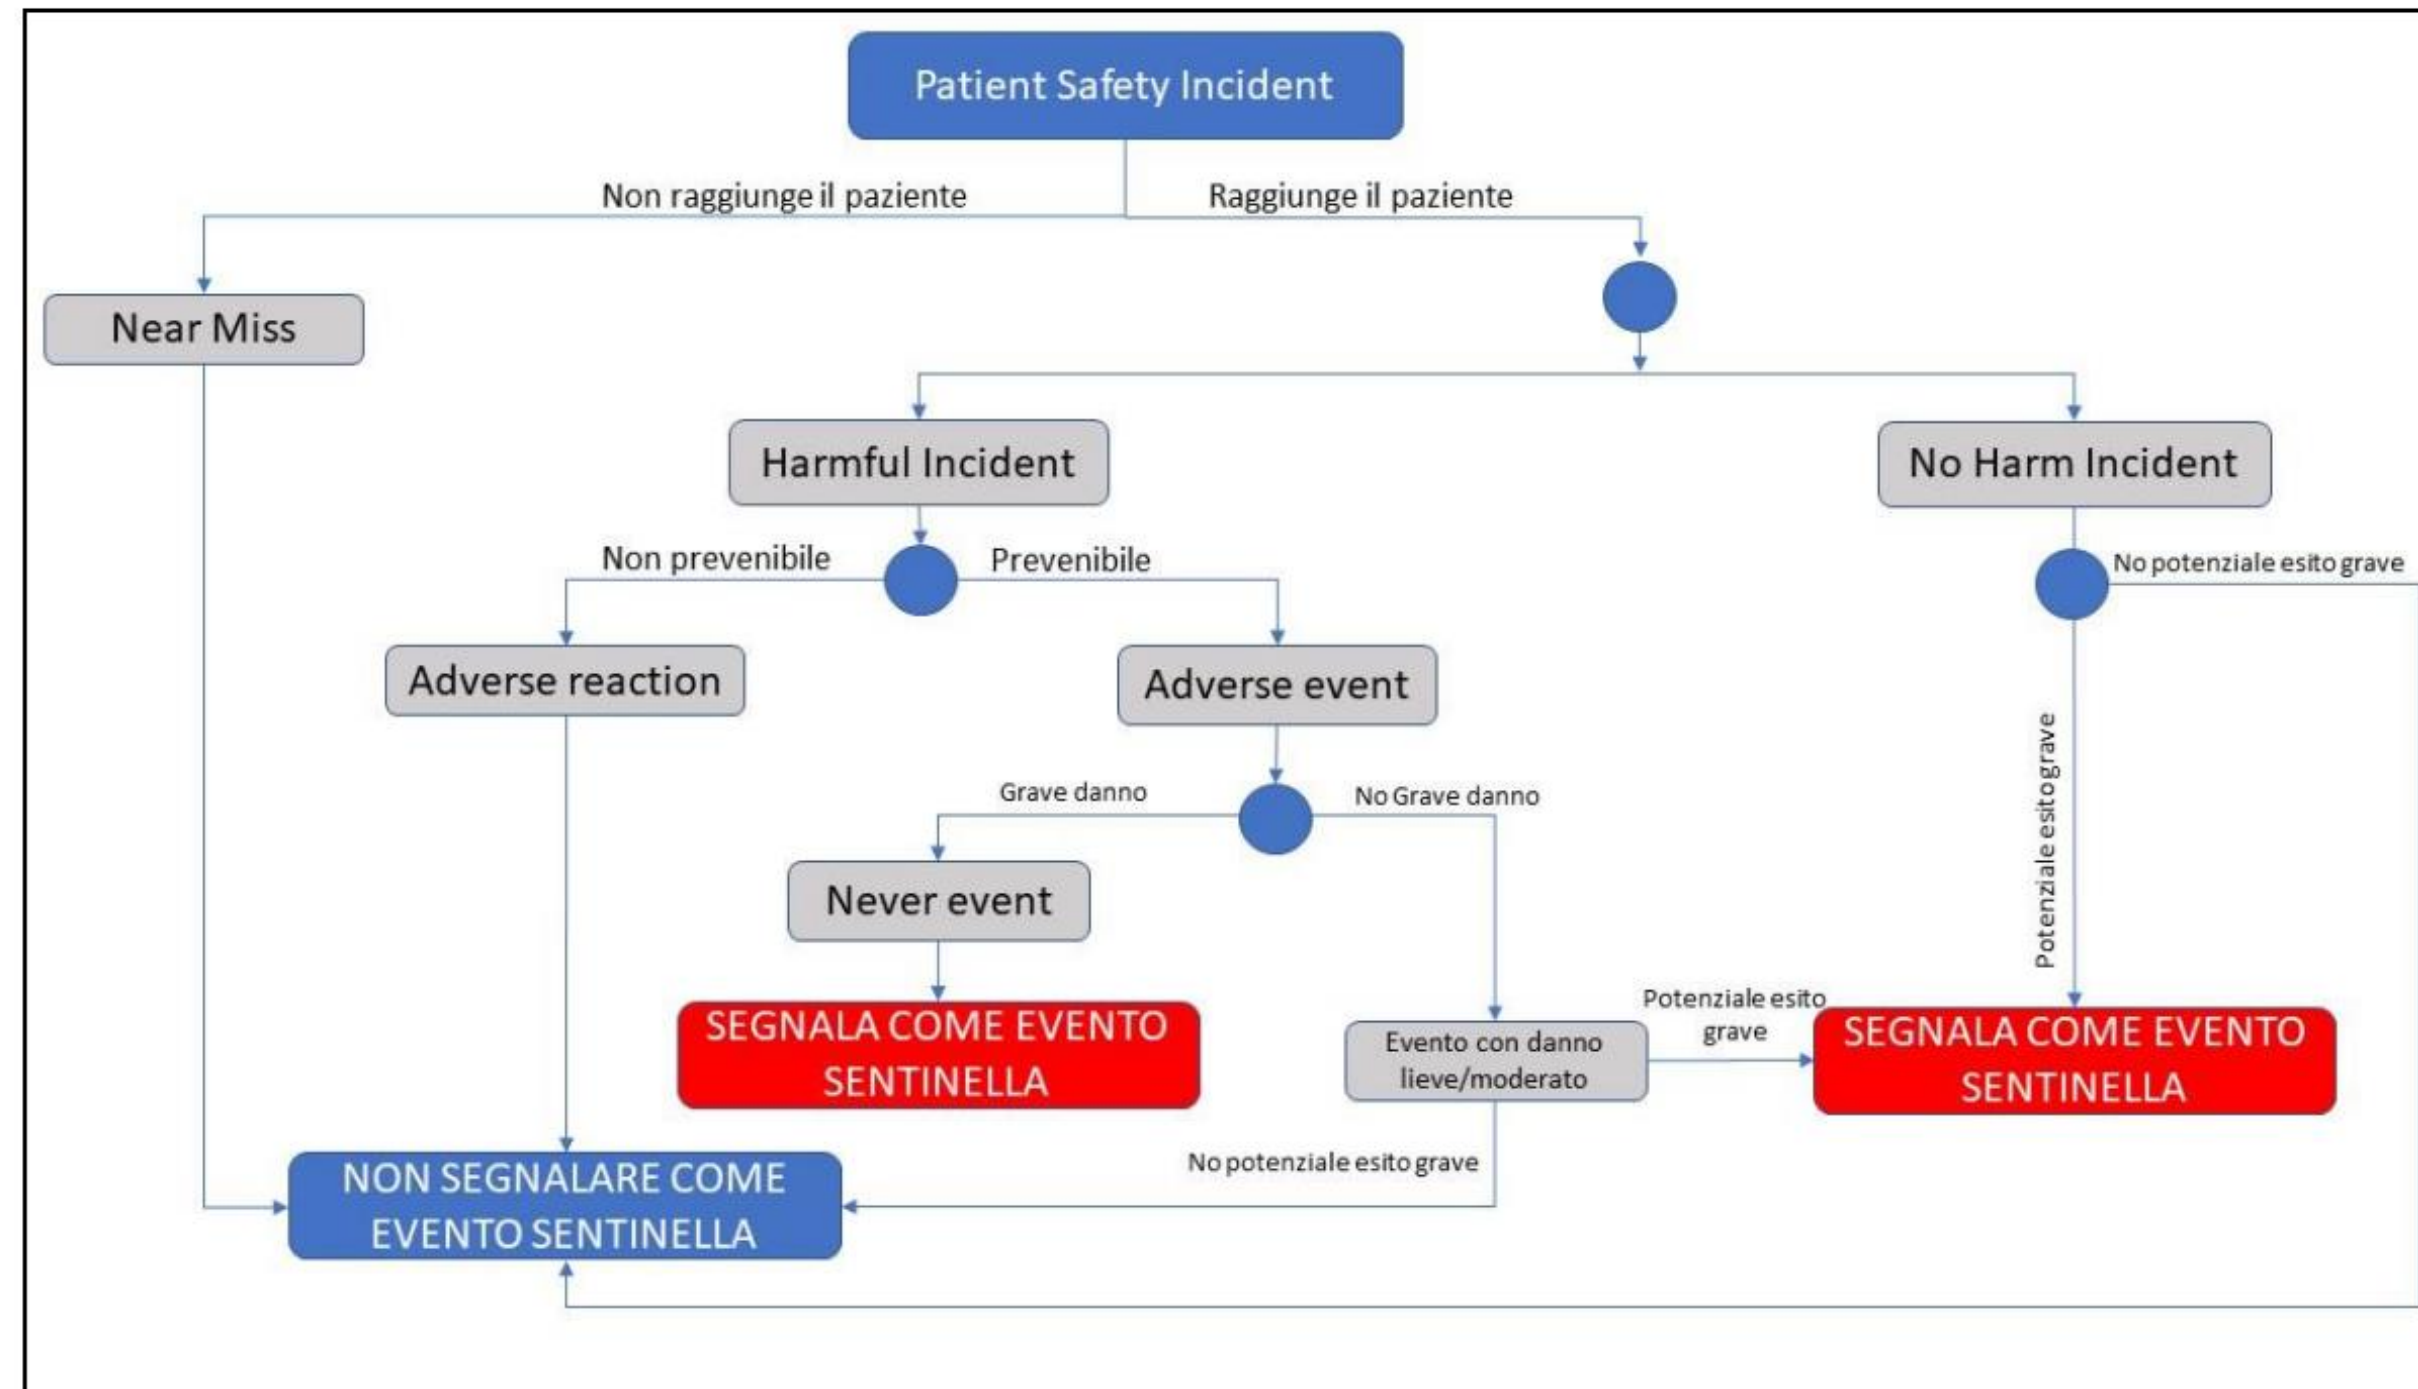 Patient Safety Incident
Non raggiunge il paziente
Raggiunge il paziente
Near Miss
Harmful Incident
No Harm Incident
Non prevenibile
Prevenibile
No potenziale esito grave
Adverse reaction
Adverse event
Potenziale esito grave
Grave danno
No Grave danno
Never event
SEGNALA COME EVENTO
SENTINELLA
Evento con danno
lieve/moderato
Potenziale esito
grave
SEGNALA COME EVENTO
SENTINELLA
No potenziale esito grave
NON SEGNALARE COME
EVENTO SENTINELLA